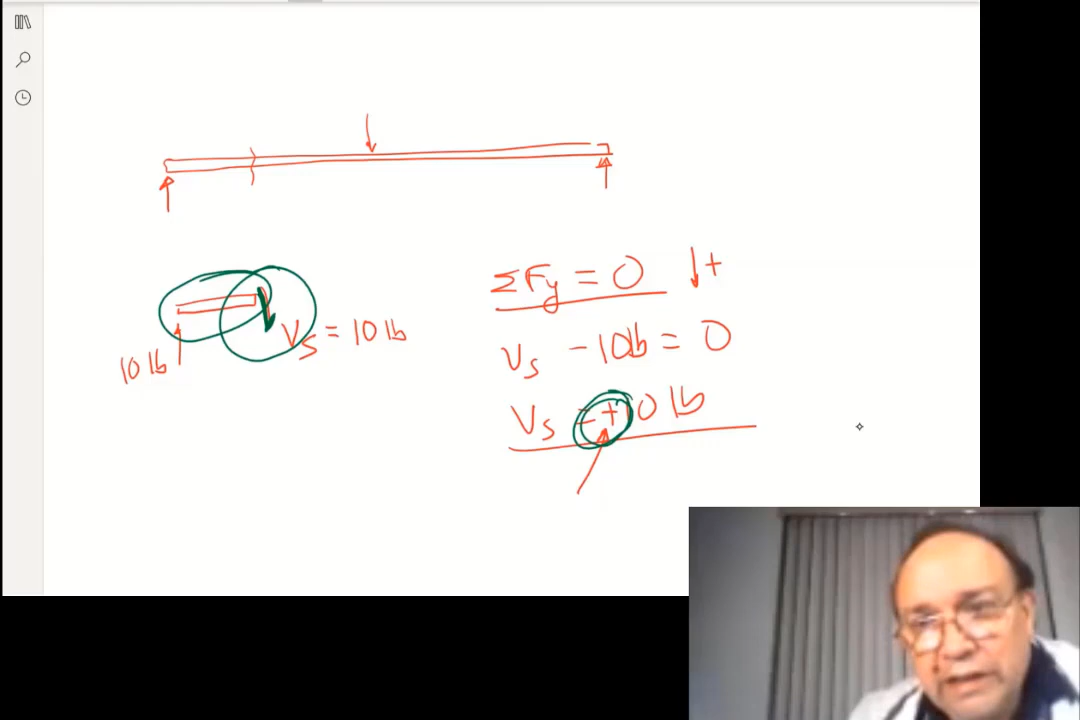 ΣFy = 0 ↓+
Vs = 10 lb
10 lb
Vs - 10lb = 0
Vs = +10 lb